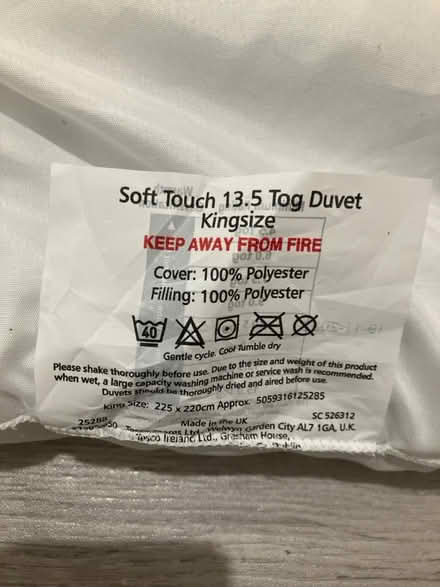 Soft Touch 13.5 Tog Duvet
Kingsize
KEEP AWAY FROM FIRE
Cover: 100% Polyester
Filling: 100% Polyester
40
Gentle cycle. Cool Tumble dry
Please shake thoroughly before use. Due to the size and weight of this product
when wet, a large capacity washing machine or service wash is recommended.
Duvets should be thoroughly dried and aired before use.
King Size: 225 x 220cm Approx. 5059316125285
Made in the UK
SC 526312
Ltd., Welwyn Garden City AL7 1GA, U.K.
Tesco Ireland Ltd., Gresham House,
Dublin